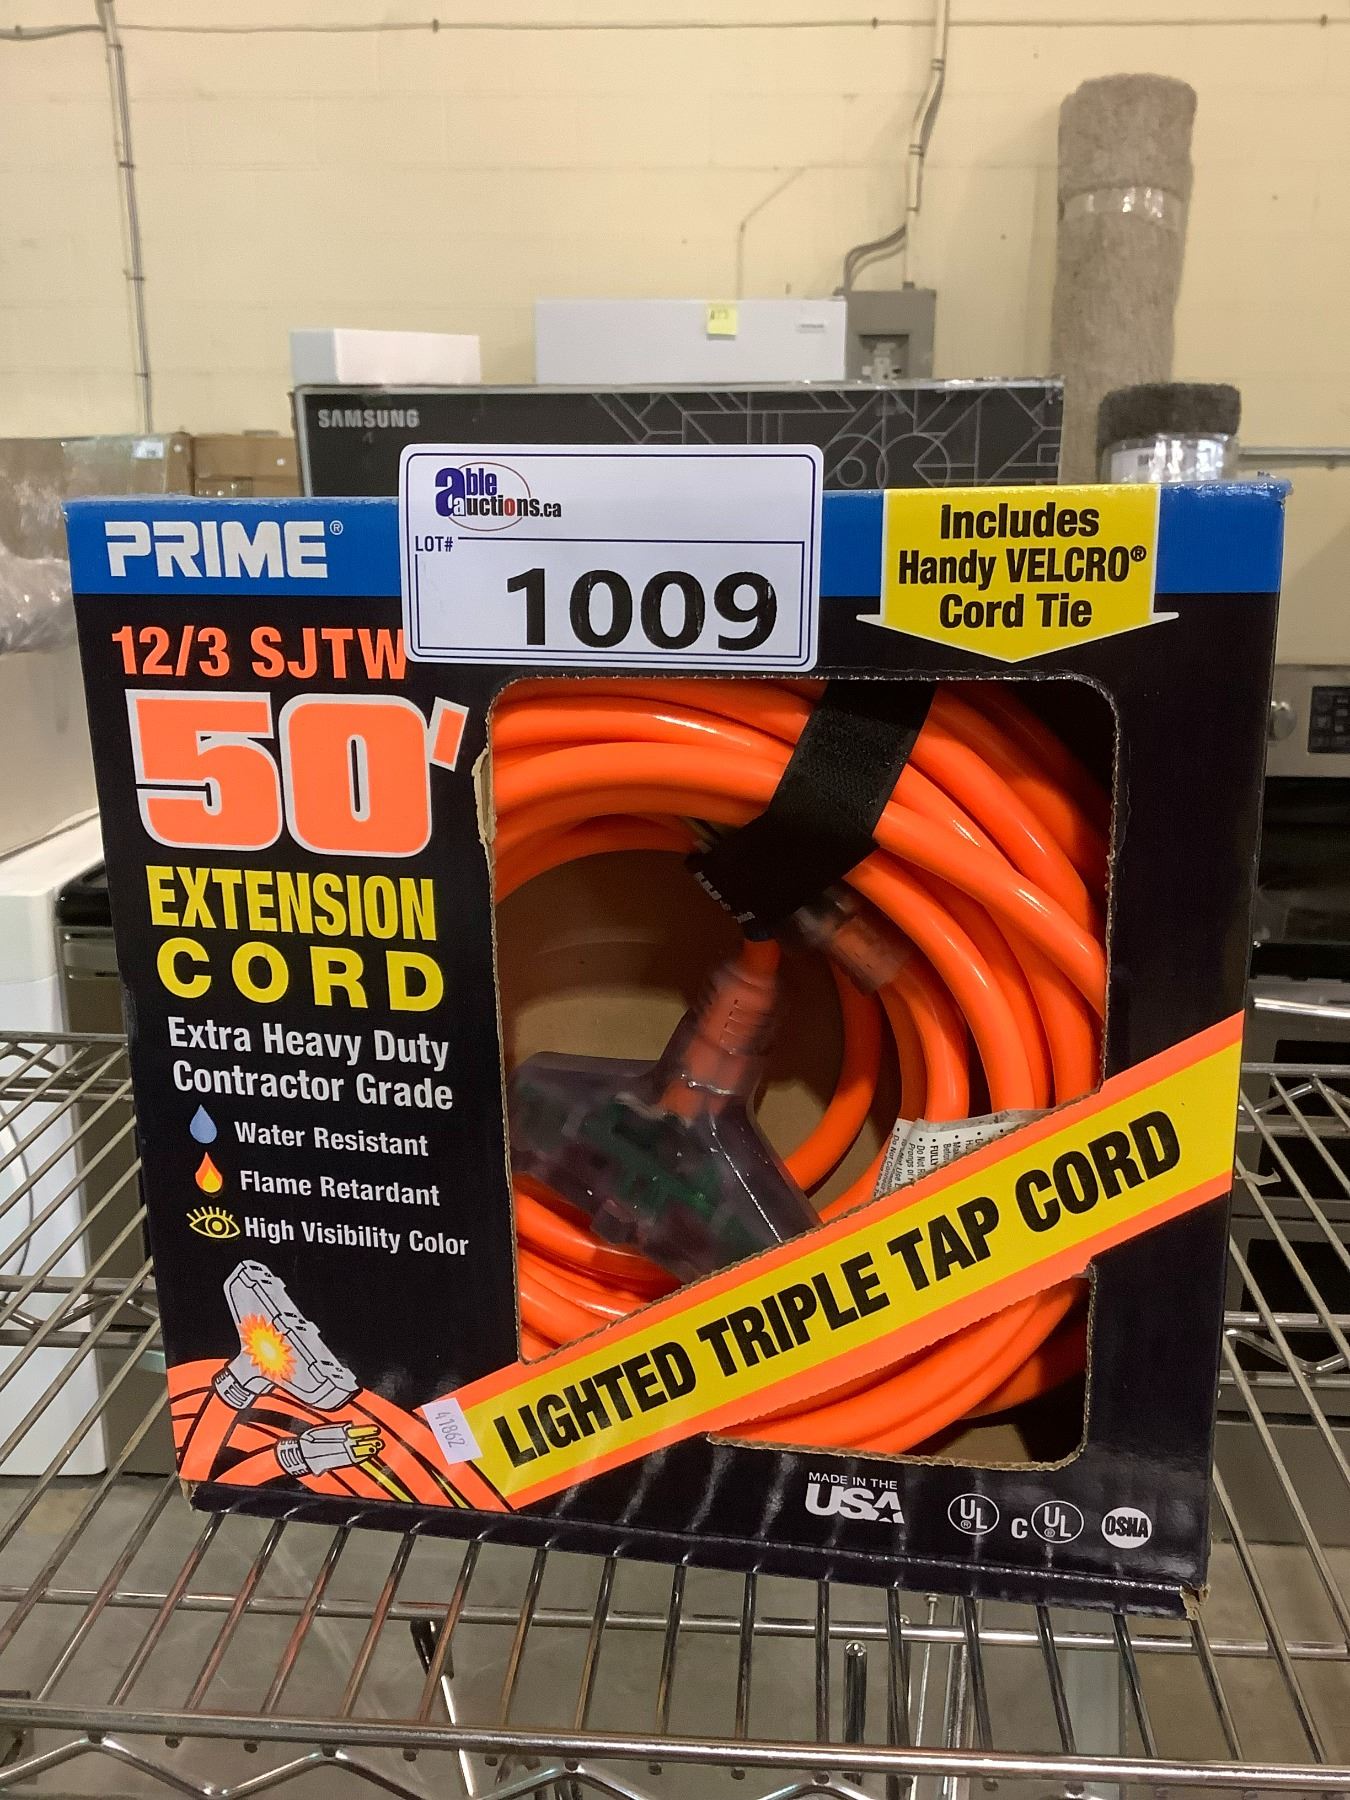 SAMSUNG
able
auctions.ca
LOT#
1009
PRIME®
Includes
Handy VELCRO®
Cord Tie
12/3 SJTW
50'
EXTENSION
CORD
Extra Heavy Duty
Contractor Grade
Water Resistant
Flame Retardant
High Visibility Color
LIGHTED TRIPLE TAP CORD
41862
MADE IN THE
USA
UL
®
C UL
®
OSHA